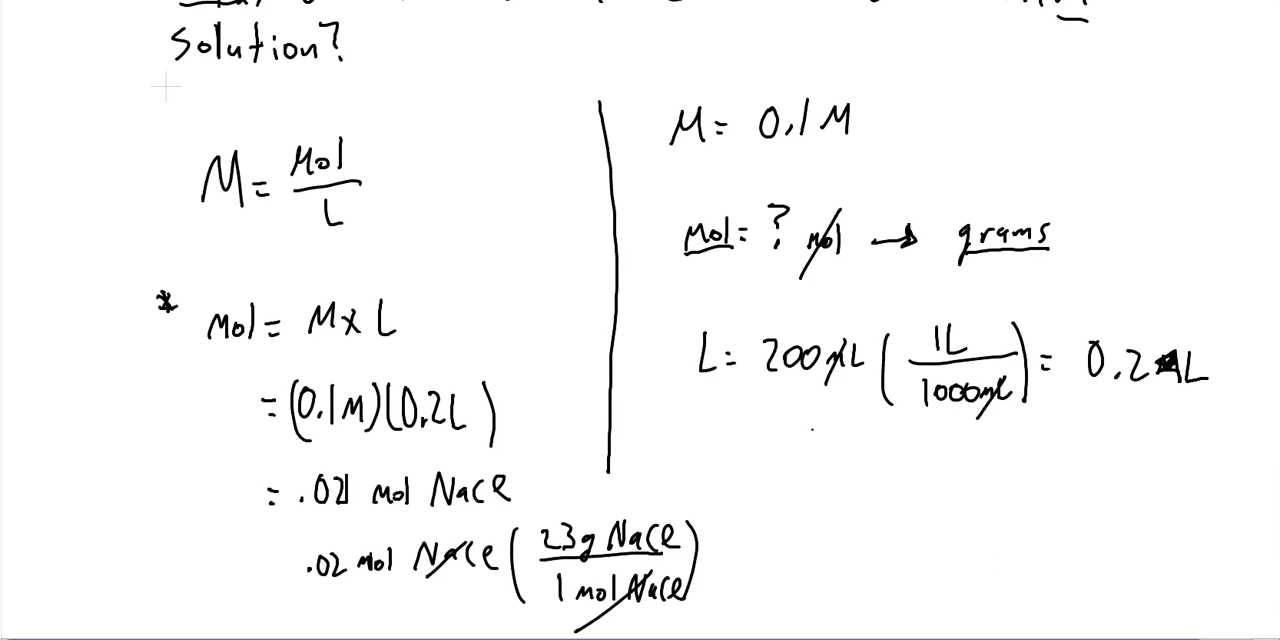 solution?
M = mol / L
* mol = M x L
= (0.1M)(0.2L)
= .02 mol NaCl
.02 mol NaCl ( 23g NaCl / 1 mol NaCl )
M = 0.1M
mol = ? mol → grams
L = 200mL ( 1L / 1000mL ) = 0.2 L